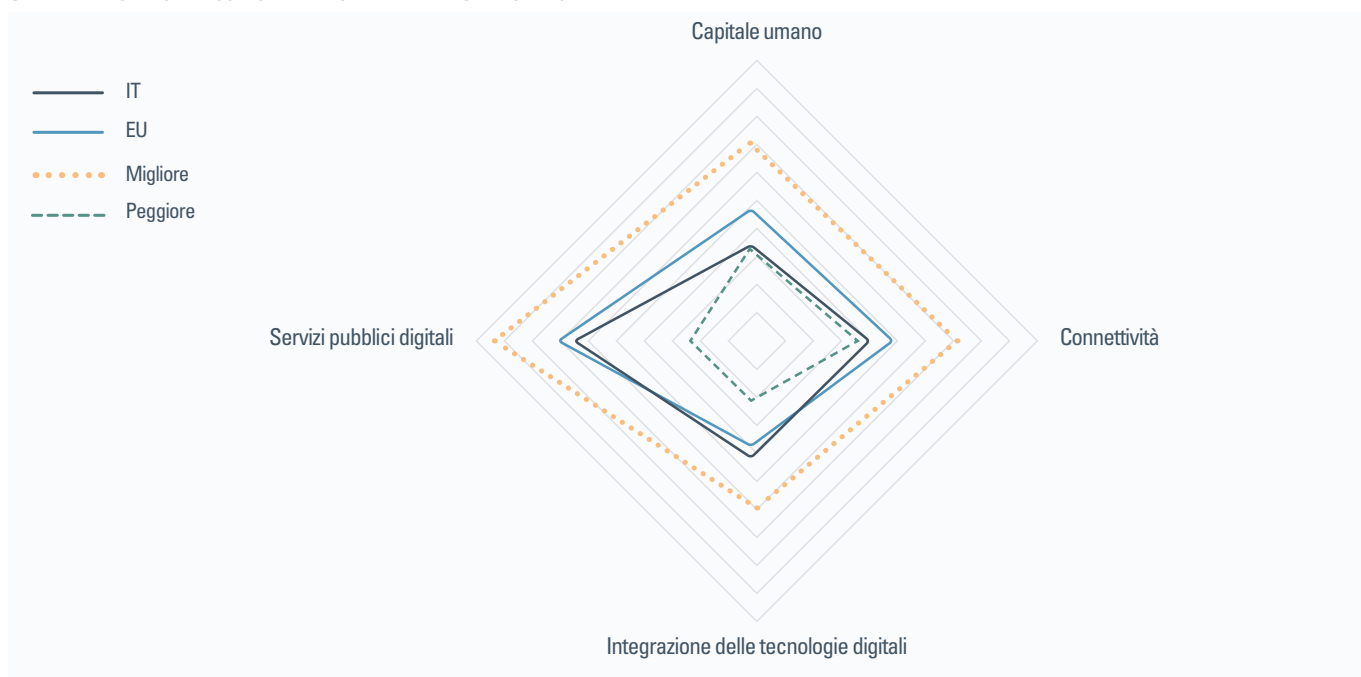 Capitale umano
IT
EU
Migliore
Peggiore
Servizi pubblici digitali
Connettività
Integrazione delle tecnologie digitali